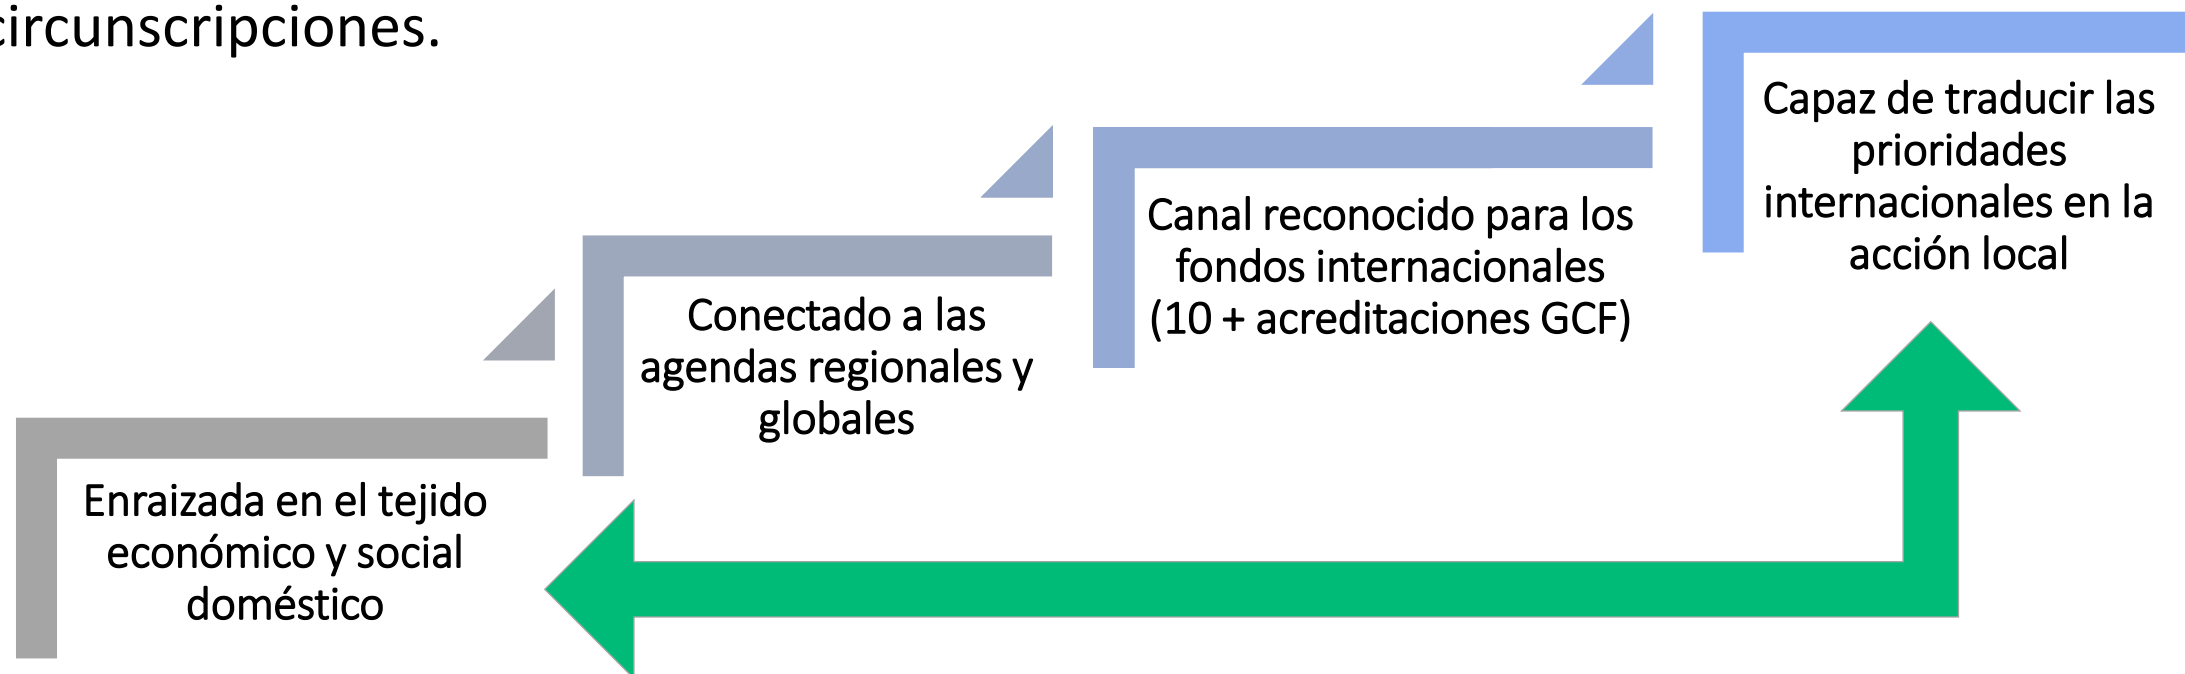 circunscripciones.
Enraizada en el tejido
económico y social
doméstico
Conectado a las
agendas regionales y
globales
Canal reconocido para los
fondos internacionales
(10 + acreditaciones GCF)
Capaz de traducir las
prioridades
internacionales en la
acción local